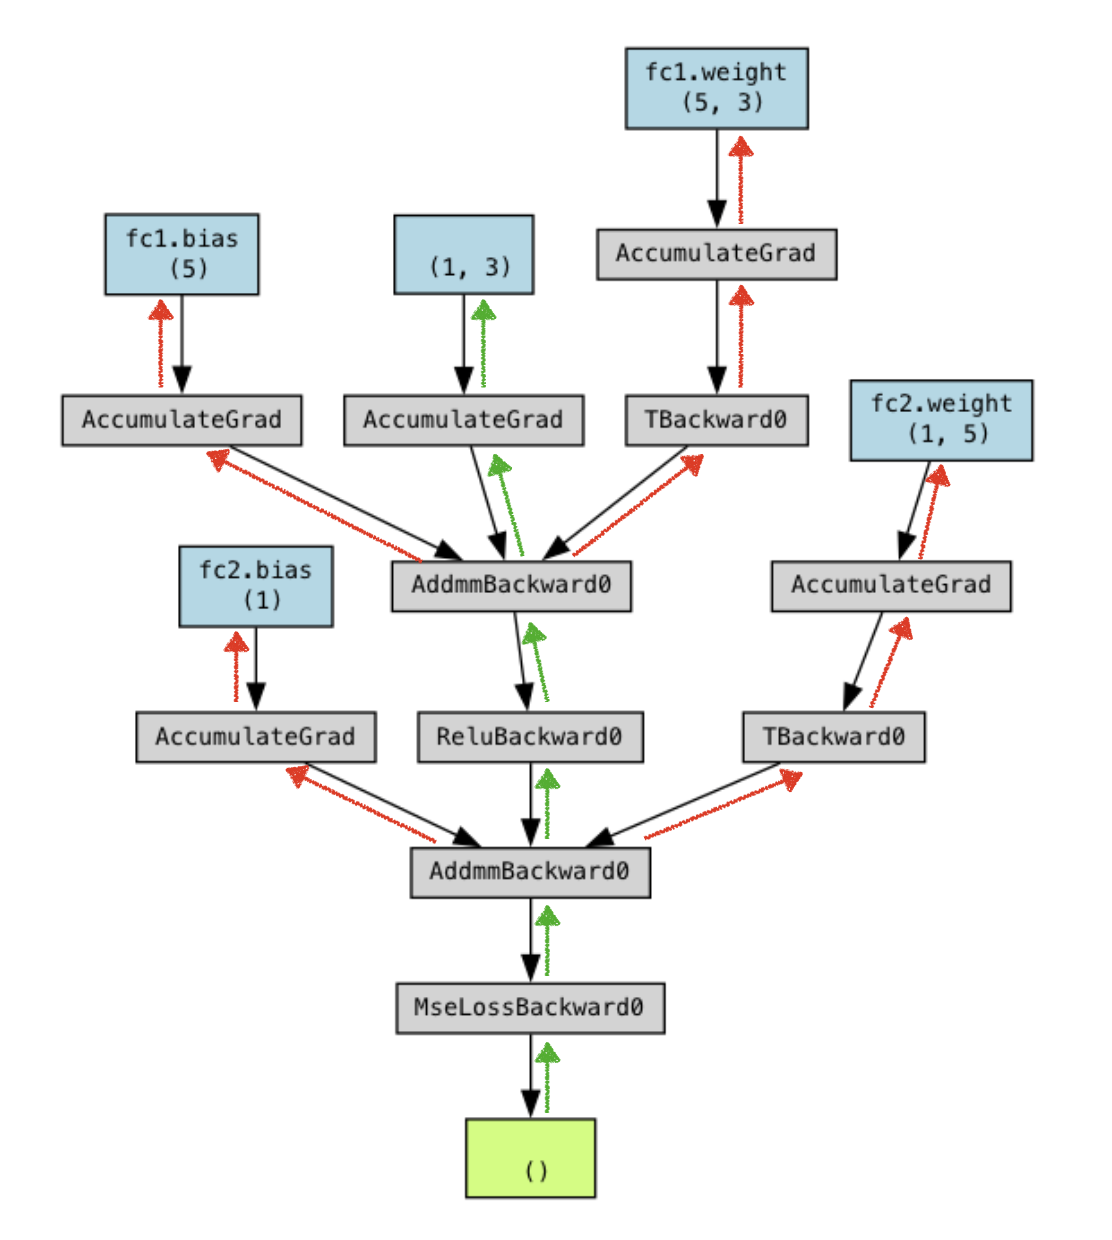 fc1.weight
(5, 3)
AccumulateGrad
fc1.bias
(5)
(1, 3)
AccumulateGrad
AccumulateGrad
TBackward0
fc2.weight
(1, 5)
fc2.bias
(1)
AddmmBackward0
AccumulateGrad
AccumulateGrad
ReluBackward0
TBackward0
AddmmBackward0
MseLossBackward0
()